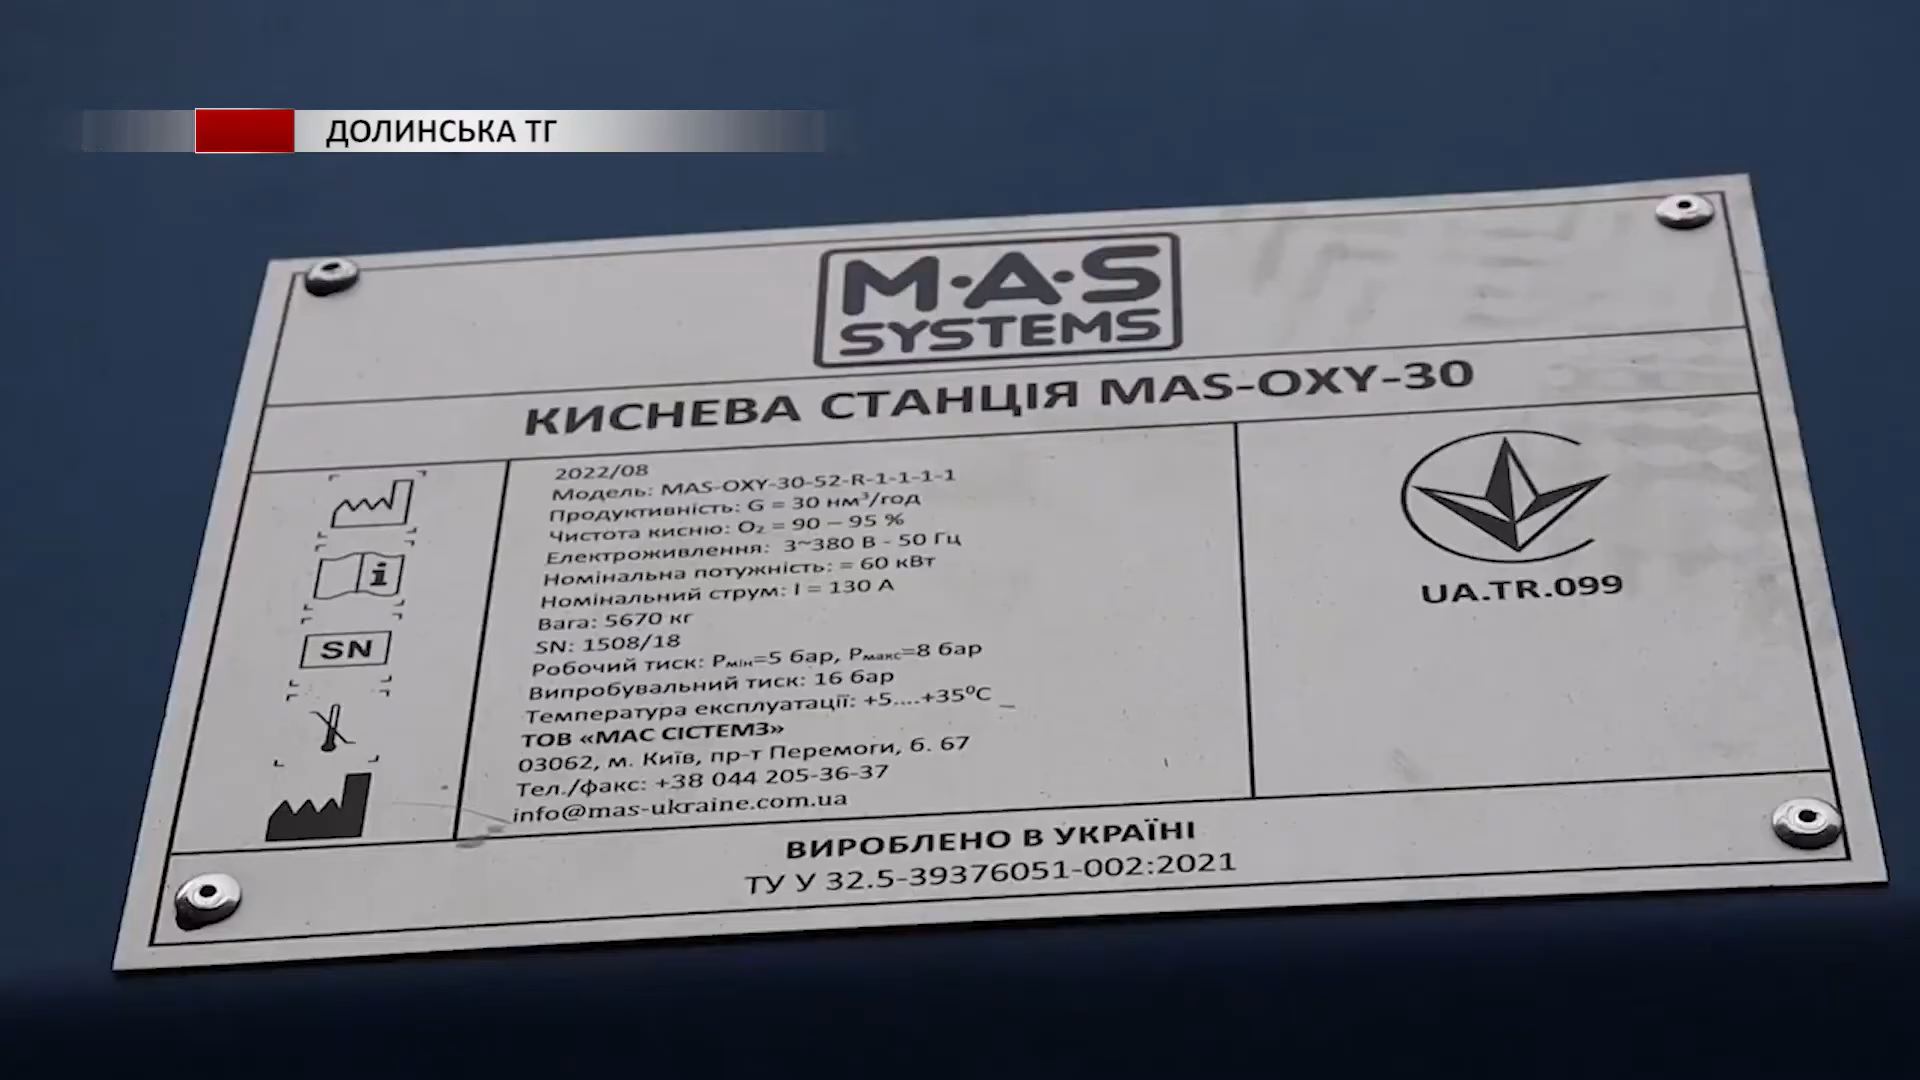 ДОЛИНСЬКА ТГ
M·A·S
SYSTEMS
КИСНЕВА СТАНЦІЯ MAS-OXY-30
2022/08
Модель: MAS-OXY-30-52-R-1-1-1-1
Продуктивність: G = 30 нм³/год
Чистота кисню: O₂ = 90 – 95 %
Електроживлення: 3~380 В - 50 Гц
Номінальна потужність: = 60 кВт
Номінальний струм: I = 130 А
Вага: 5670 кг
SN: 1508/18
Робочий тиск: Pмін=5 бар, Pмакс=8 бар
Випробувальний тиск: 16 бар
Температура експлуатації: +5....+35⁰С
ТОВ «МАС СІСТЕМЗ»
03062, м. Київ, пр-т Перемоги, б. 67
Тел./факс: +38 044 205-36-37
info@mas-ukraine.com.ua
i
SN
UA.TR.099
ВИРОБЛЕНО В УКРАЇНІ
ТУ У 32.5-39376051-002:2021